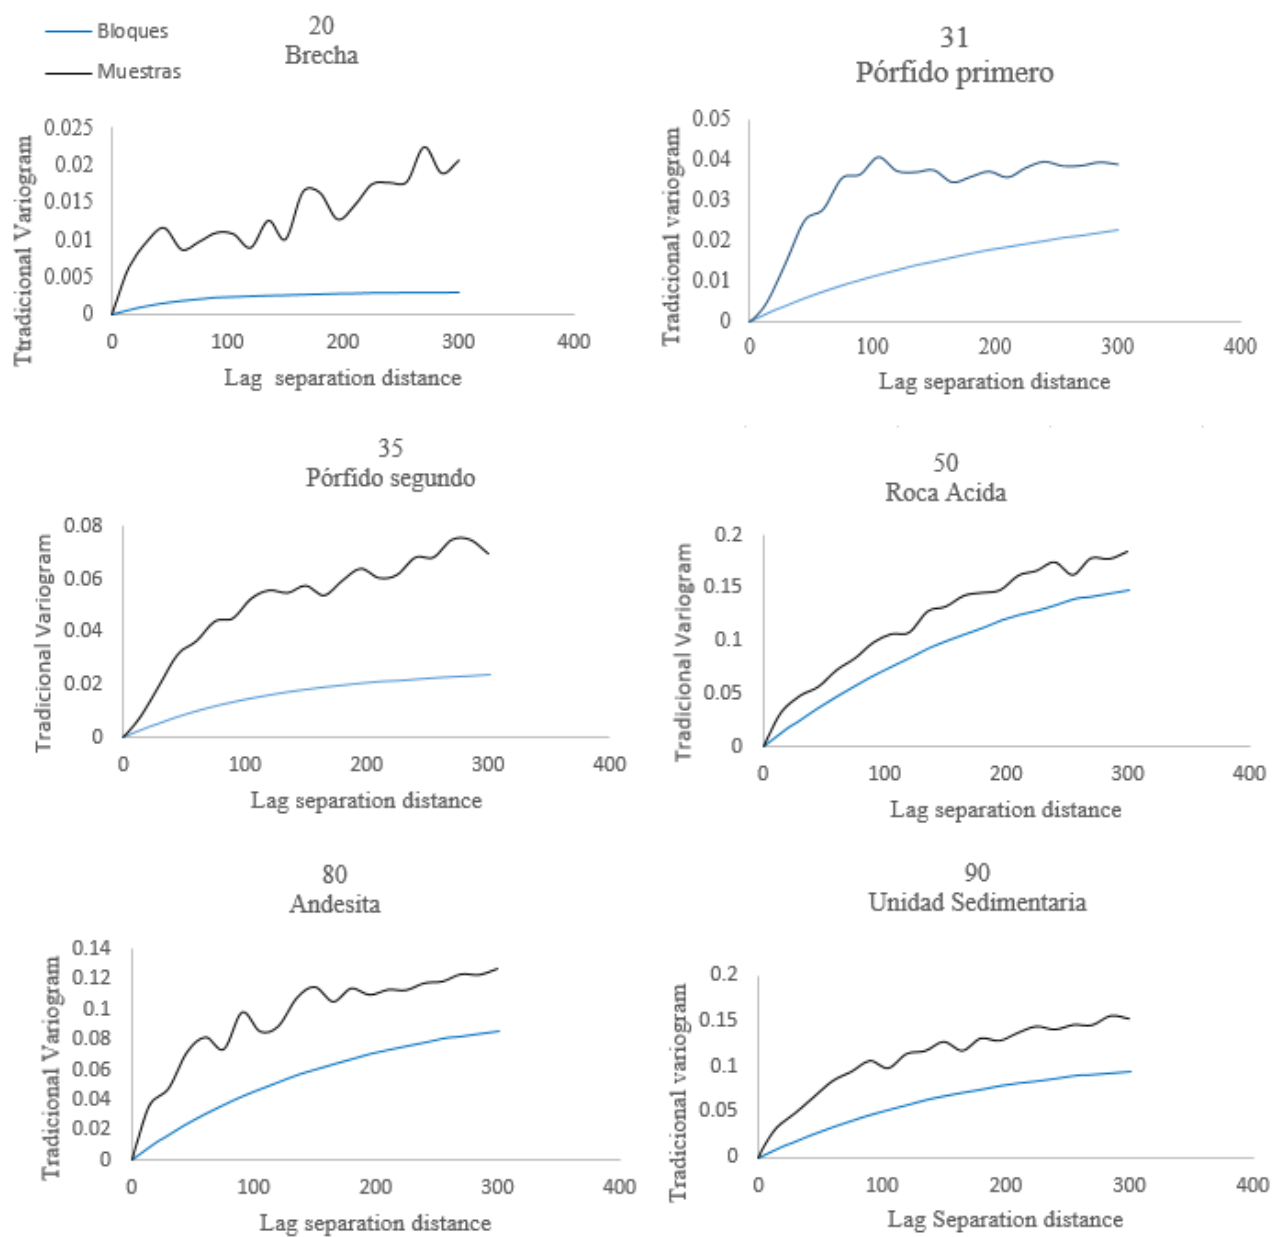 Bloques
Muestras
20
Brecha
Ttradicional Variogram
0.025
0.02
0.015
0.01
0.005
0
0 100 200 300 400
Lag separation distance
31
Pórfído primero
Tradicional variogram
0.05
0.04
0.03
0.02
0.01
0
0 100 200 300 400
Lag separation distance
35
Pórfído segundo
Tradicional Variogram
0.08
0.06
0.04
0.02
0
0 100 200 300 400
Lag separation distance
50
Roca Acida
Tradicional Variogram
0.2
0.15
0.1
0.05
0
0 100 200 300 400
Lag separation distance
80
Andesita
Tradicional Variogram
0.14
0.12
0.1
0.08
0.06
0.04
0.02
0
0 100 200 300 400
Lag separation distance
90
Unidad Sedimentaria
Tradicional variogram
0.2
0.15
0.1
0.05
0
0 100 200 300 400
Lag Separation distance